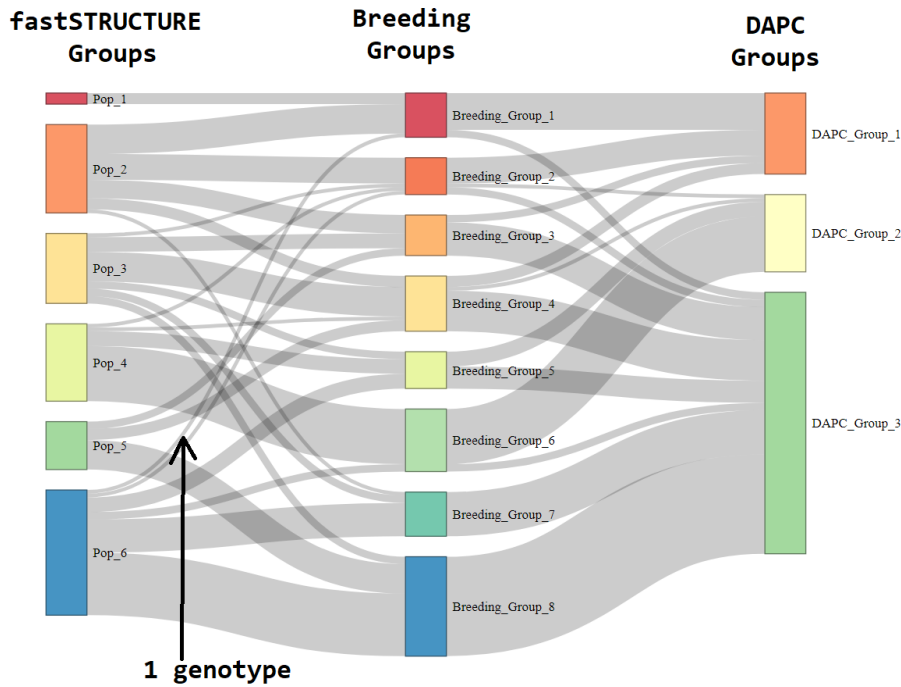 fastSTRUCTURE
Groups
Breeding
Groups
DAPC
Groups
Pop_1
Pop_2
Pop_3
Pop_4
Pop_5
Pop_6
Breeding_Group_1
Breeding_Group_2
Breeding_Group_3
Breeding_Group_4
Breeding_Group_5
Breeding_Group_6
Breeding_Group_7
Breeding_Group_8
DAPC_Group_1
DAPC_Group_2
DAPC_Group_3
1 genotype